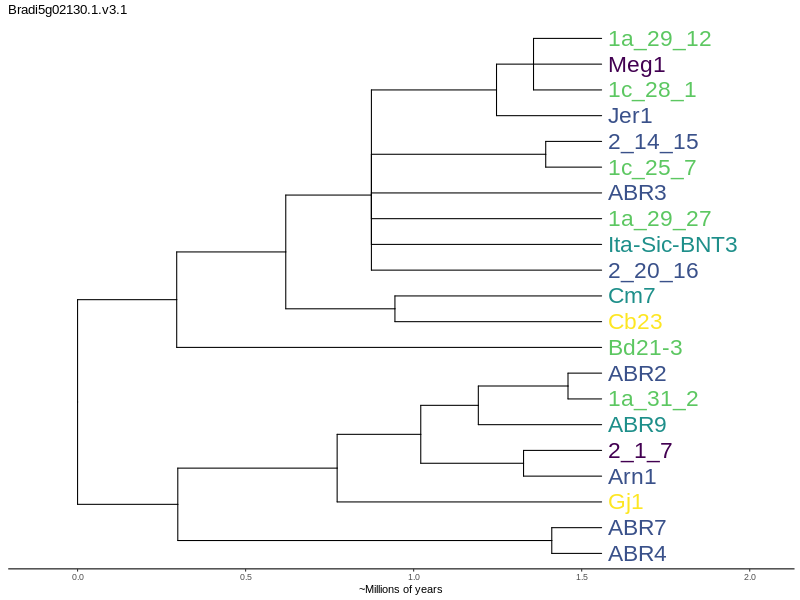 Bradi5g02130.1.v3.1
1a_29_12
Meg1
1c_28_1
Jer1
2_14_15
1c_25_7
ABR3
1a_29_27
Ita-Sic-BNT3
2_20_16
Cm7
Cb23
Bd21-3
ABR2
1a_31_2
ABR9
2_1_7
Arn1
Gj1
ABR7
ABR4
0.0 0.5 1.0 1.5 2.0
~Millions of years